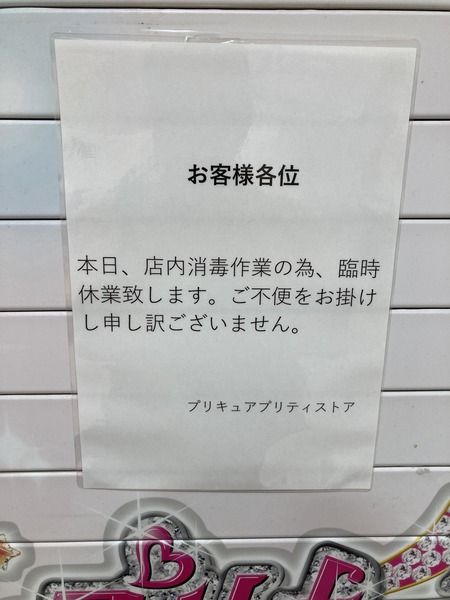 お客様各位
本日、店内消毒作業の為、臨時
休業致します。ご不便をお掛け
し申し訳ございません。
プリキュアプリティストア